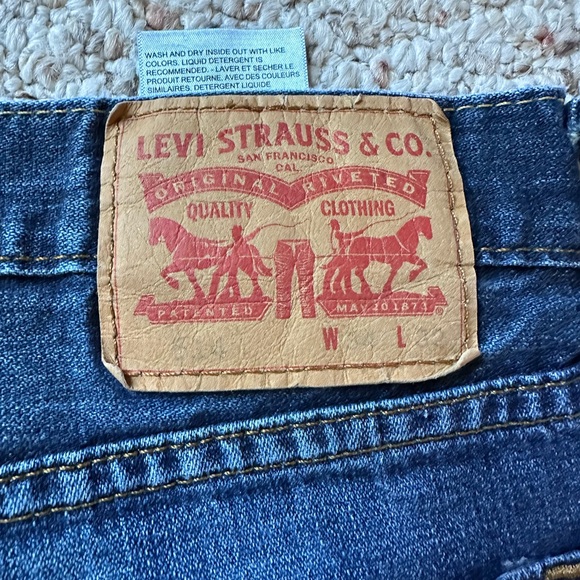 WASH AND DRY INSIDE OUT WITH LIKE
COLORS. LIQUID DETERGENT IS
RECOMMENDED. - LAVER ET SECHER LE
PRODUIT RETOURNE, AVEC DES COULEURS
SIMILAIRES. DETERGENT LIQUIDE
LEVI STRAUSS & CO.
SAN FRANCISCO
CAL
ORIGINAL RIVETED
QUALITY CLOTHING
PATENTED MAY 20 1873 ®
W L